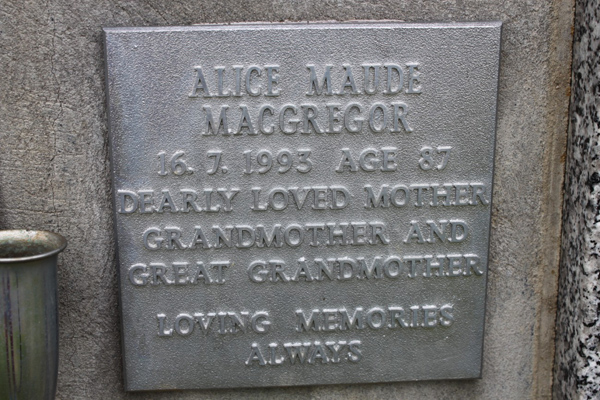 ALICE MAUDE
MACGREGOR
16. 7. 1993 AGE 87
DEARLY LOVED MOTHER
GRANDMOTHER AND
GREAT GRANDMOTHER
LOVING MEMORIES
ALWAYS